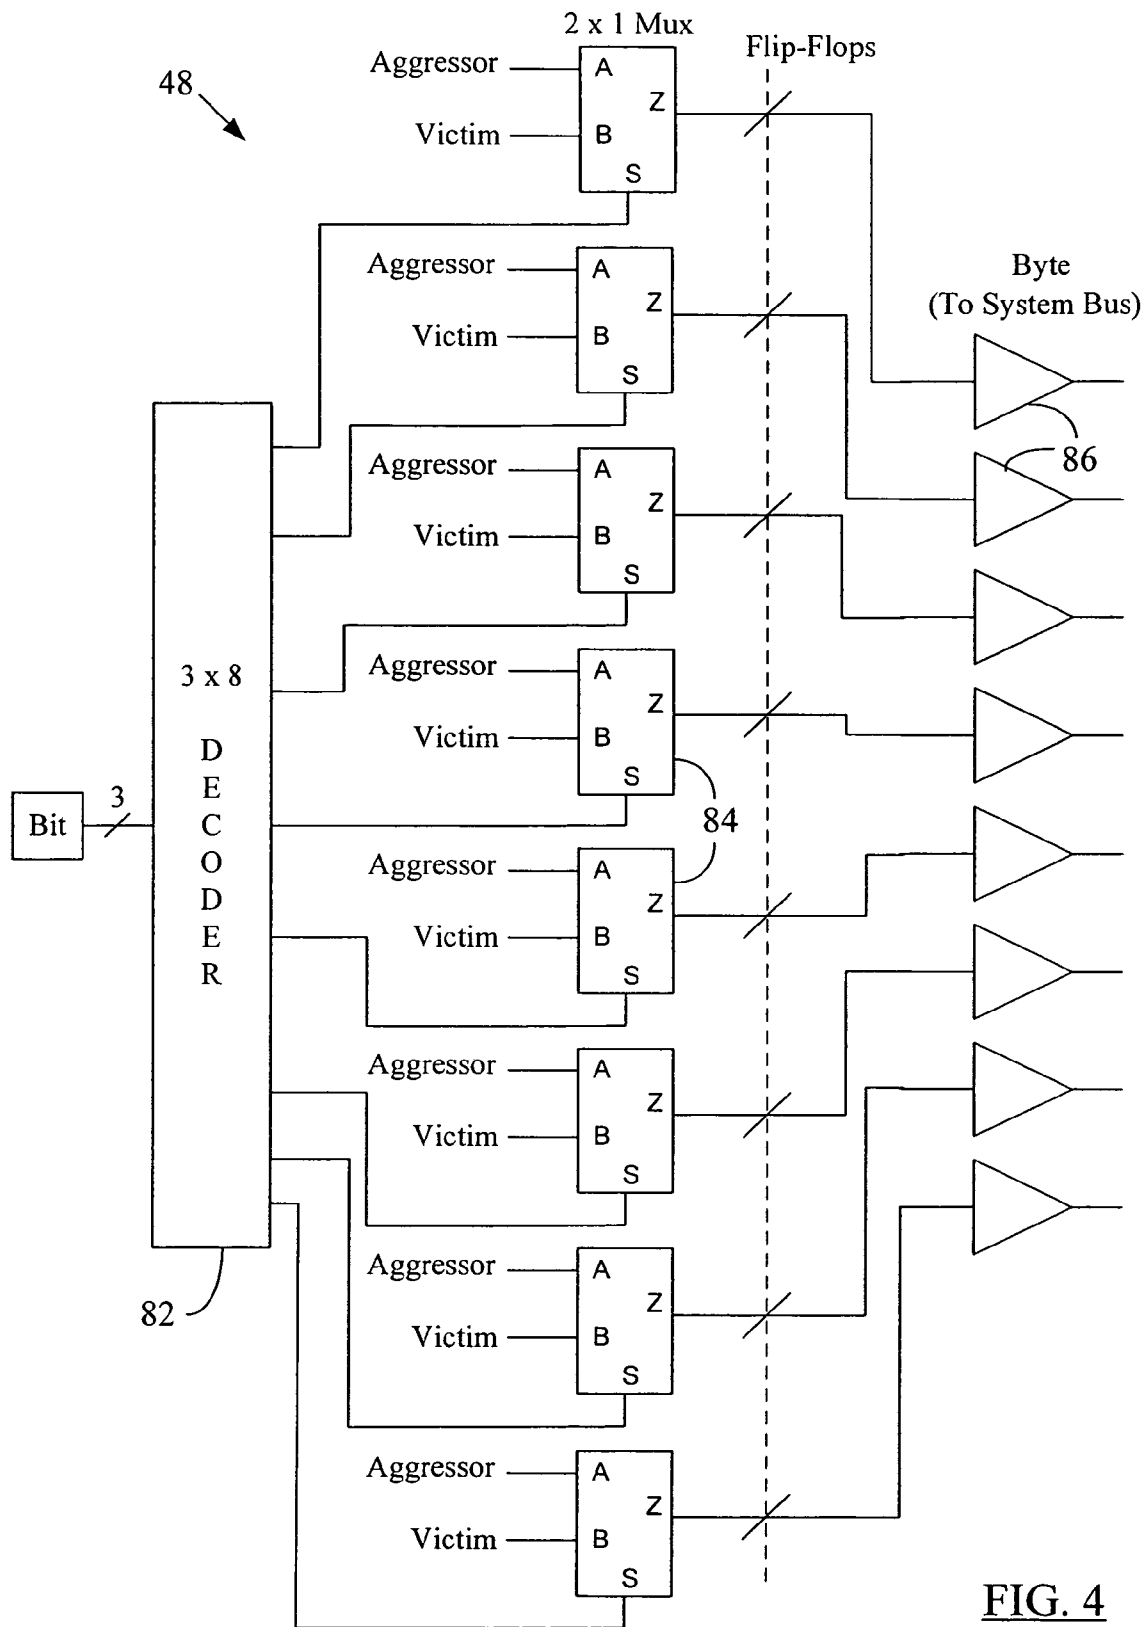 2 x 1 Mux
Flip-Flops
48
Aggressor
A
Z
Victim
B
S
Aggressor
A
Z
Victim
B
S
Byte
(To System Bus)
Aggressor
A
Z
Victim
B
S
86
Aggressor
A
Z
Victim
B
S
3 x 8
DECODER
Bit
3
84
Aggressor
A
Z
Victim
B
S
Aggressor
A
Z
Victim
B
S
82
Aggressor
A
Z
Victim
B
S
Aggressor
A
Z
Victim
B
S
FIG. 4